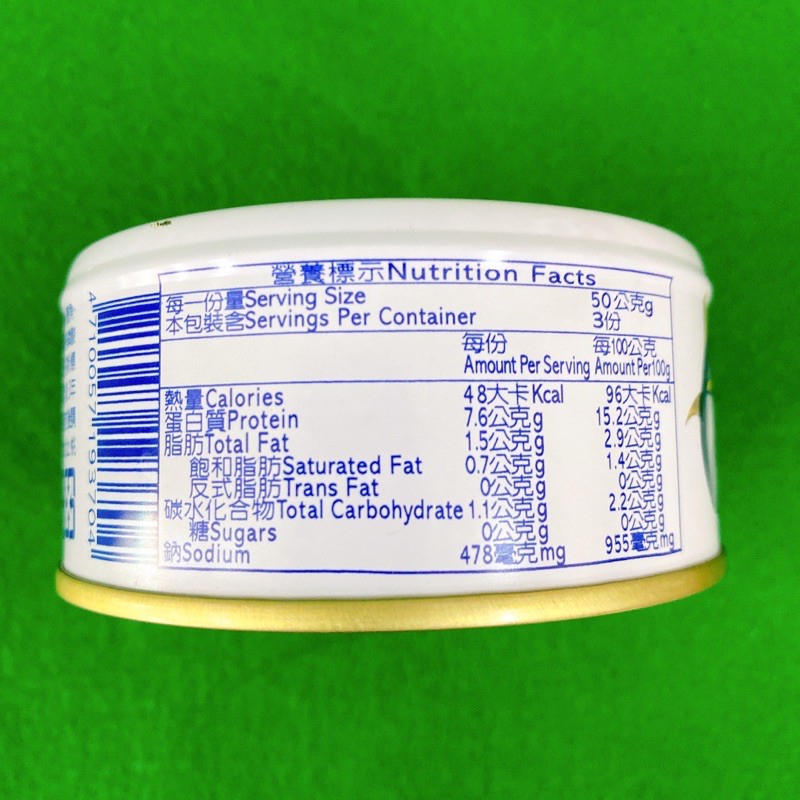 營養標示Nutrition Facts
每一份量Serving Size 50公克g
本包裝含Servings Per Container 3份
每份 每100公克
Amount Per Serving Amount Per100g
熱量Calories 48大卡Kcal 96大卡Kcal
蛋白質Protein 7.6公克g 15.2公克g
脂肪Total Fat 1.5公克g 2.9公克g
飽和脂肪Saturated Fat 0.7公克g 1.4公克g
反式脂肪Trans Fat 0公克g 0公克g
碳水化合物Total Carbohydrate 1.1公克g 2.2公克g
糖Sugars 0公克g 0公克g
鈉Sodium 478毫克mg 955毫克mg
4 710057 193704